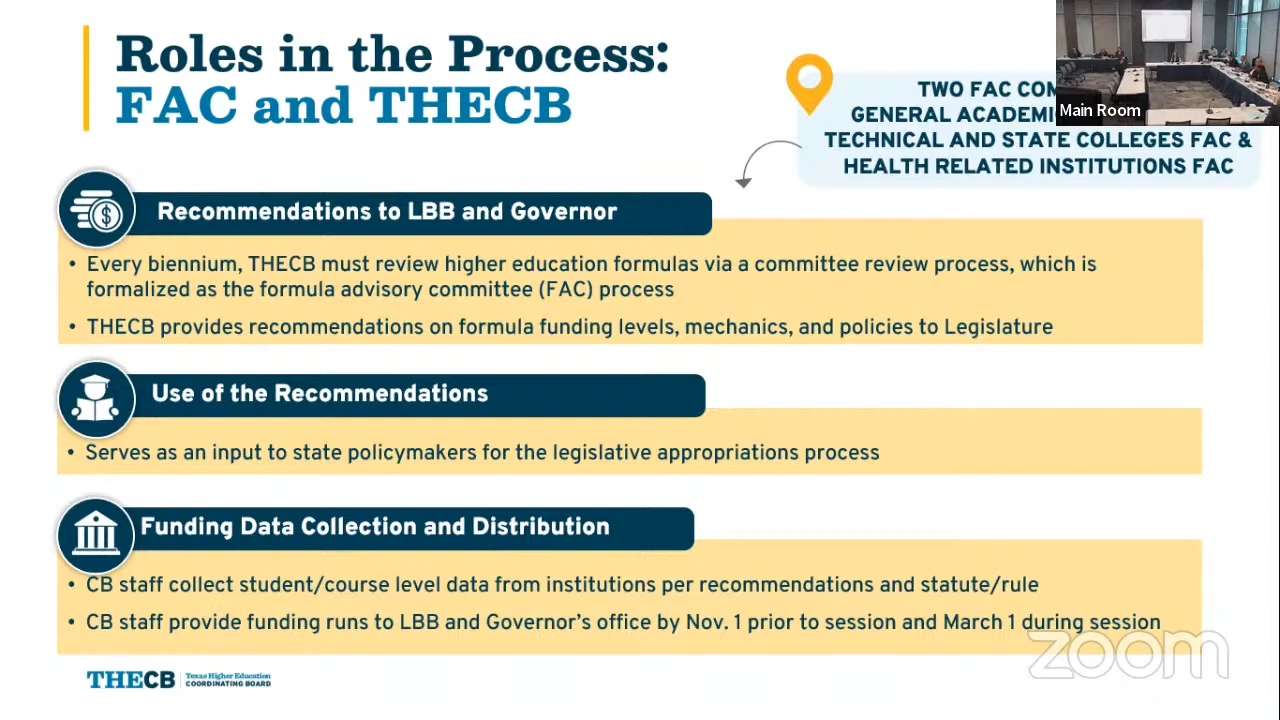 Roles in the Process:
FAC and THECB
TWO FAC
GENERAL
TECHNICAL AND STATE COLLEGES FAC &
HEALTH RELATED INSTITUTIONS FAC
Main Room
Recommendations to LBB and Governor
• Every biennium, THECB must review higher education formulas via a committee review process, which is
formalized as the formula advisory committee (FAC) process
• THECB provides recommendations on formula funding levels, mechanics, and policies to Legislature
Use of the Recommendations
• Serves as an input to state policymakers for the legislative appropriations process
Funding Data Collection and Distribution
• CB staff collect student/course level data from institutions per recommendations and statute/rule
• CB staff provide funding runs to LBB and Governor's office by Nov. 1 prior to session and March 1 during session
zoom
THECB Texas Higher Education
COORDINATING BOARD